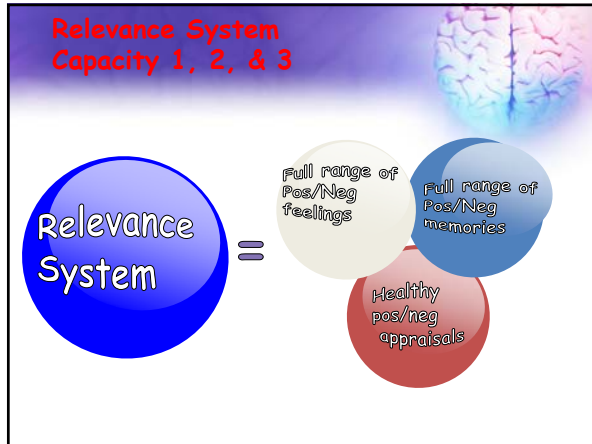 Relevance System
Capacity 1, 2, & 3
Relevance
System
=
Full range of
Pos/Neg
feelings
Full range of
Pos/Neg
memories
Healthy
pos/neg
appraisals